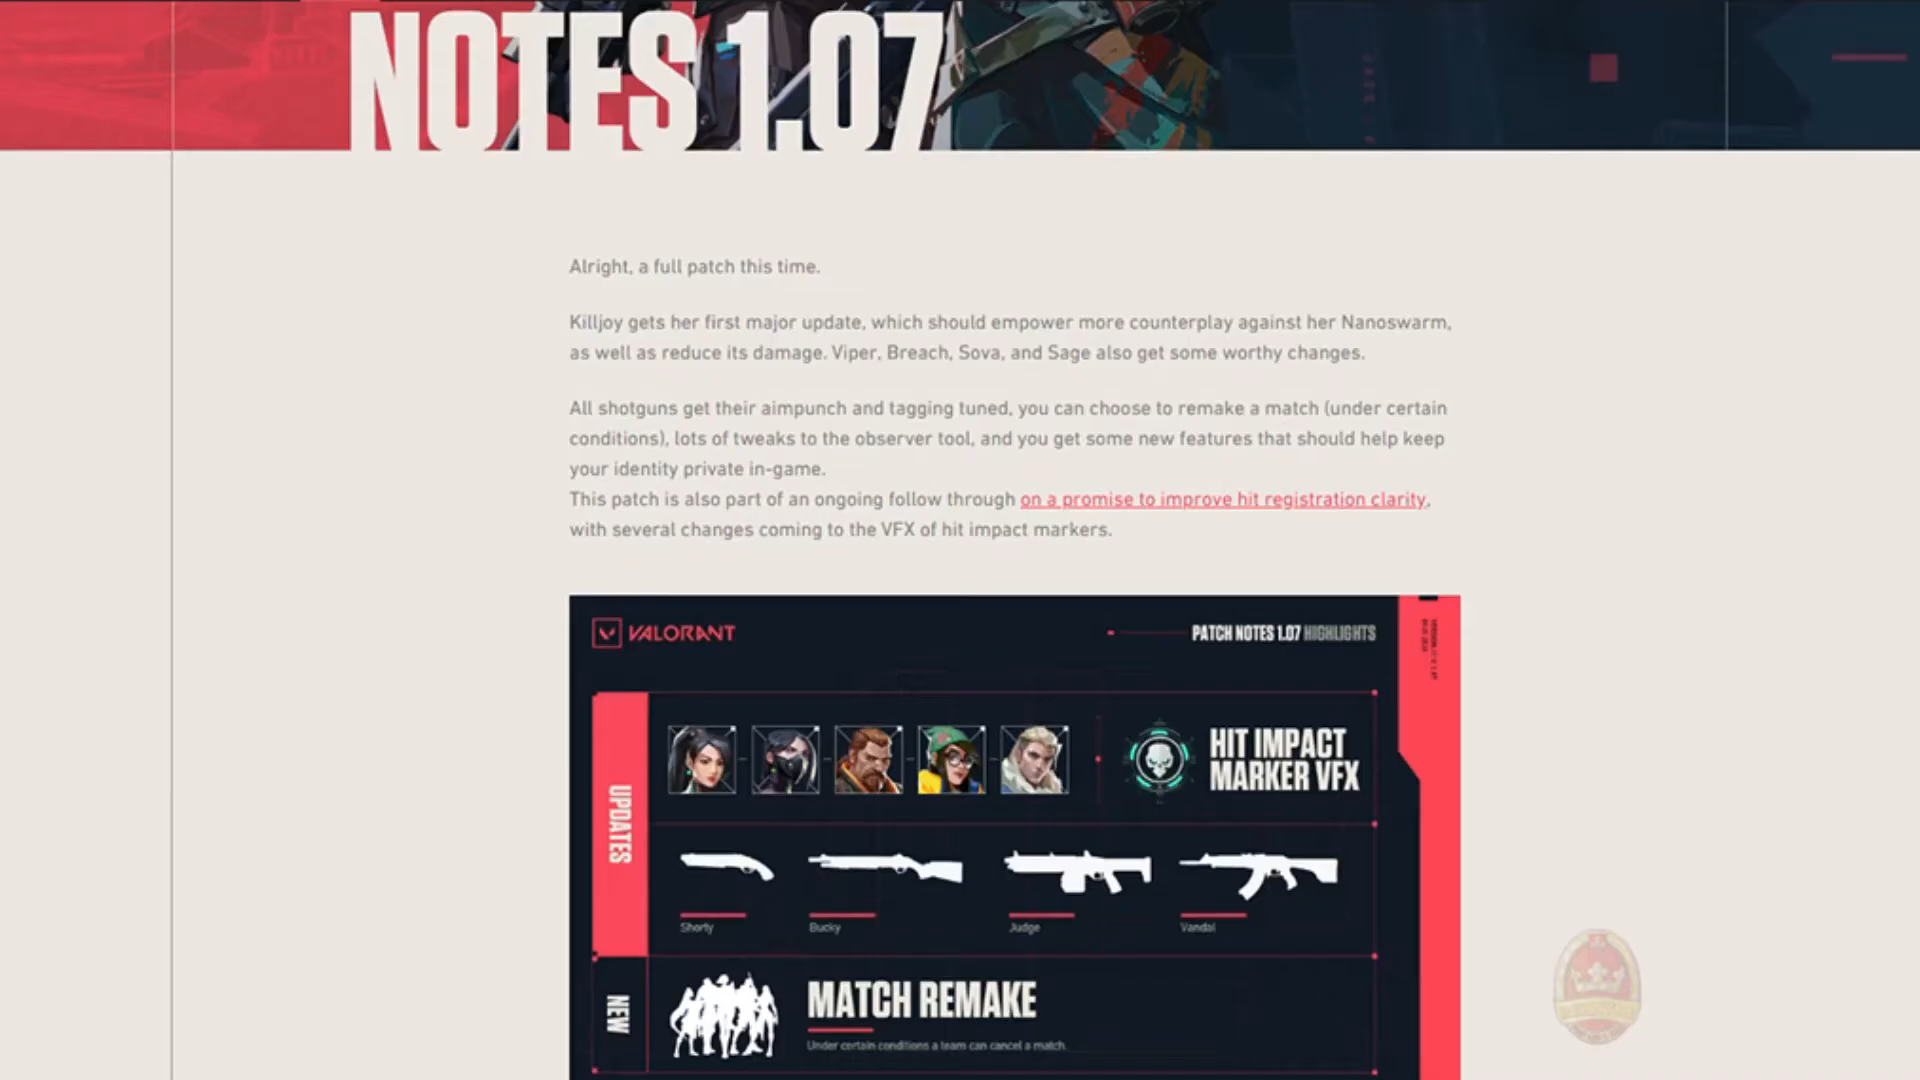 NOTES 1.07
Alright, a full patch this time.
Killjoy gets her first major update, which should empower more counterplay against her Nanoswarm,
as well as reduce its damage. Viper, Breach, Sova, and Sage also get some worthy changes.
All shotguns get their aimpunch and tagging tuned, you can choose to remake a match (under certain
conditions), lots of tweaks to the observer tool, and you get some new features that should help keep
your identity private in-game.
This patch is also part of an ongoing follow through on a promise to improve hit registration clarity,
with several changes coming to the VFX of hit impact markers.
VALORANT
PATCH NOTES 1.07 HIGHLIGHTS
UPDATES
HIT IMPACT
MARKER VFX
Shorty
Bucky
Judge
Vandal
NEW
MATCH REMAKE
Under certain conditions a team can cancel a match.